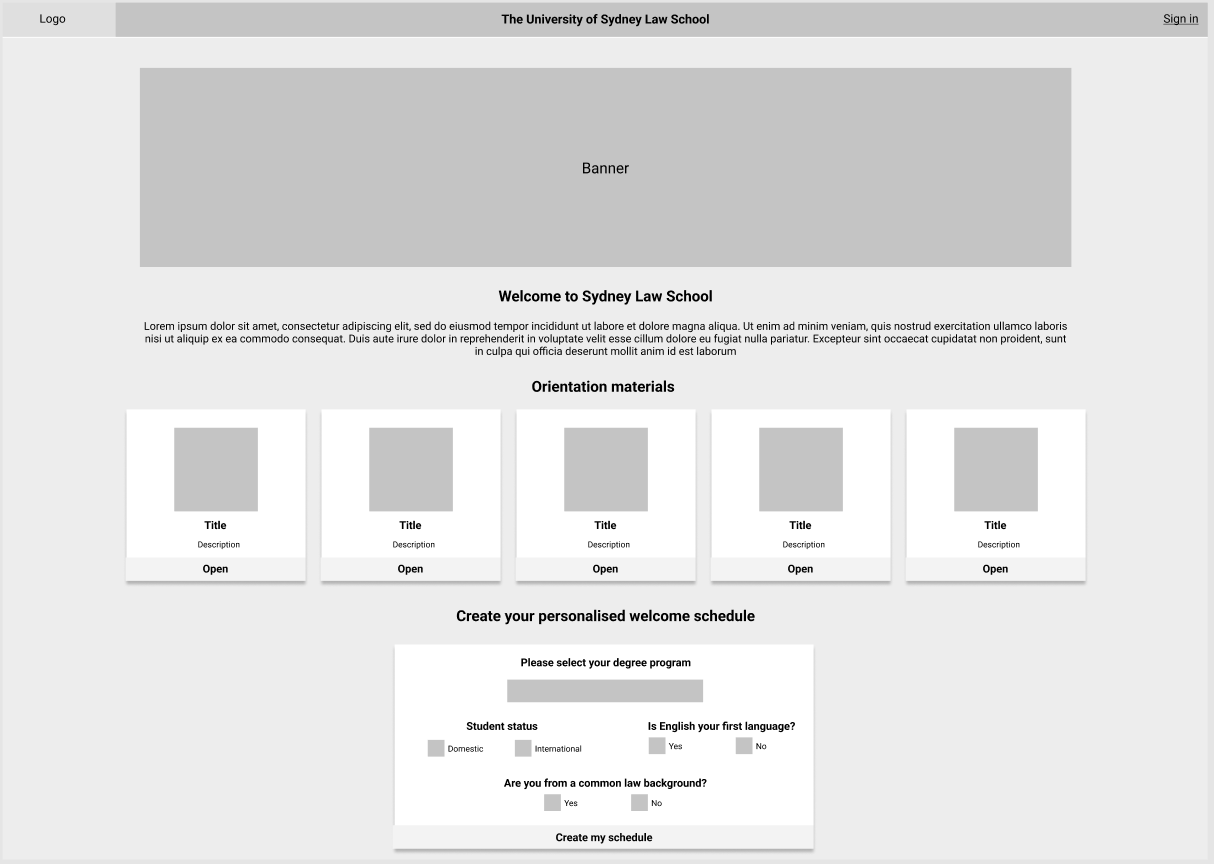 Logo
The University of Sydney Law School
Sign in
Banner
Welcome to Sydney Law School
Lorem ipsum dolor sit amet, consectetur adipiscing elit, sed do eiusmod tempor incididunt ut labore et dolore magna aliqua. Ut enim ad minim veniam, quis nostrud exercitation ullamco laboris
nisi ut aliquip ex ea commodo consequat. Duis aute irure dolor in reprehenderit in voluptate velit esse cillum dolore eu fugiat nulla pariatur. Excepteur sint occaecat cupidatat non proident, sunt
in culpa qui officia deserunt mollit anim id est laborum
Orientation materials
Title
Description
Open
Title
Description
Open
Title
Description
Open
Title
Description
Open
Title
Description
Open
Create your personalised welcome schedule
Please select your degree program
Student status
Domestic
International
Is English your first language?
Yes
No
Are you from a common law background?
Yes
No
Create my schedule